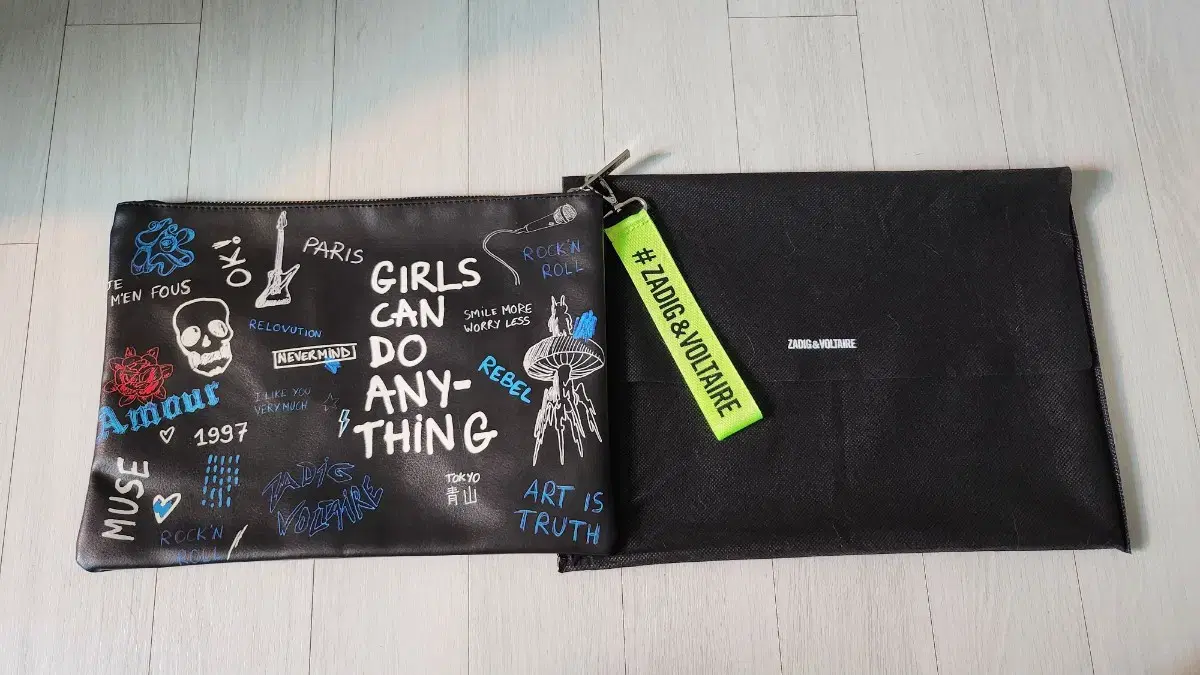 OK!
PARIS
ROCK'N
ROLL
JE
M'EN FOUS
GIRLS
CAN
DO
ANY-
THING
SMILE MORE
WORRY LESS
RELOVUTION
NEVERMIND
REBEL
I LIKE YOU
VERY MUCH
Amour
1997
MUSE
ZADIG
VOLTAIRE
TOKYO
青山
ART IS
TRUTH
ROCK'N
ROLL
#ZADIG&VOLTAIRE
ZADIG&VOLTAIRE